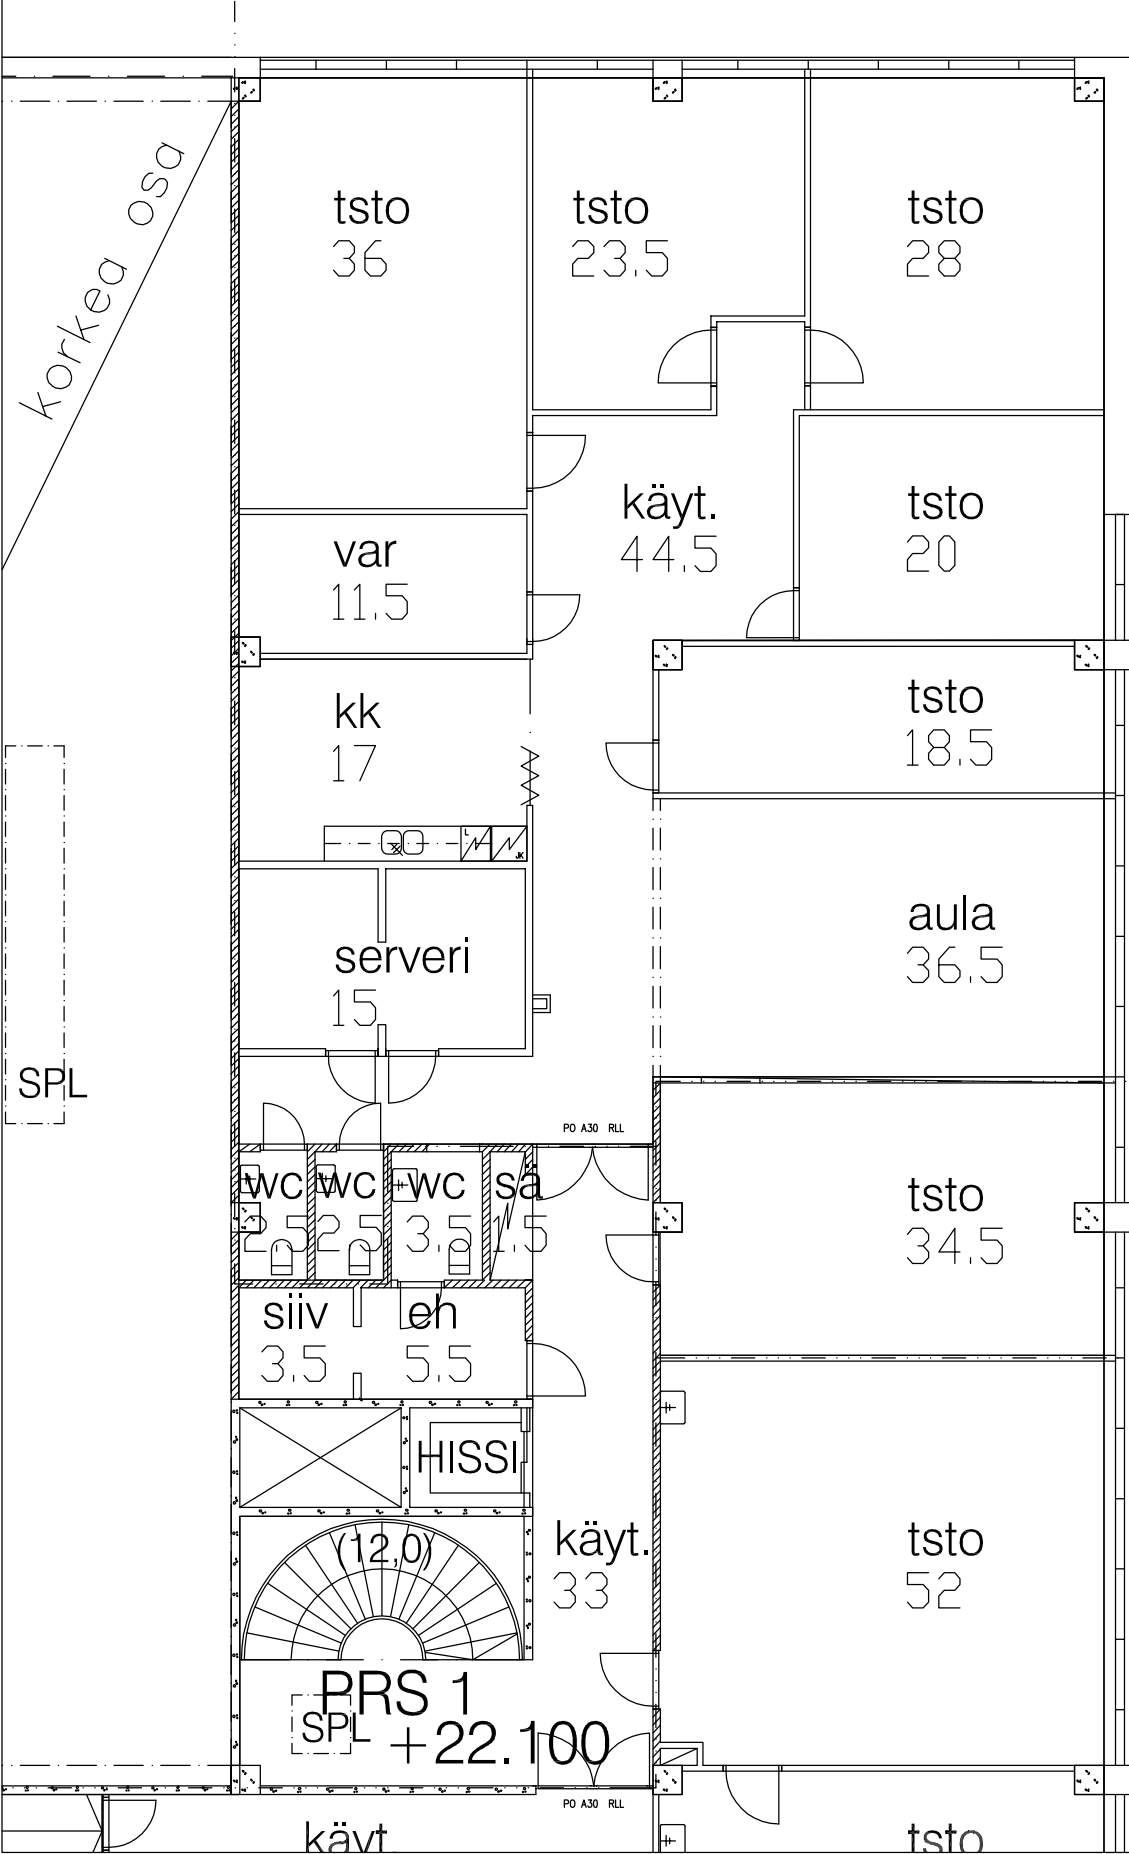 korkea osa
tsto
36
tsto
23.5
tsto
28
käyt.
44.5
tsto
20
var
11.5
tsto
18.5
kk
17
L
JK
aula
36.5
serveri
15
SPL
PO A30 RLL
wc
2.5
wc
2.5
wc
3.5
sä
1.5
tsto
34.5
siiv
3.5
eh
5.5
HISSI
(12,0)
käyt.
33
tsto
52
PRS 1
SPL
+22.100
PO A30 RLL
käyt.
tsto